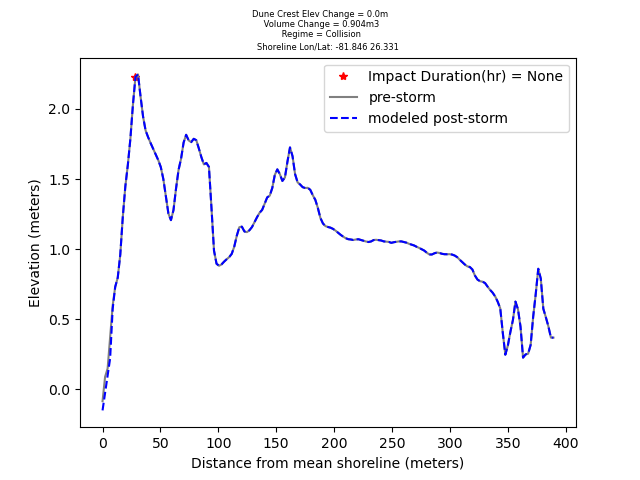 Dune Crest Elev Change = 0.0m
Volume Change = 0.904m3
Regime = Collision
Shoreline Lon/Lat: -81.846 26.331
Impact Duration(hr) = None
pre-storm
modeled post-storm
Elevation (meters)
2.0
1.5
1.0
0.5
0.0
0 50 100 150 200 250 300 350 400
Distance from mean shoreline (meters)